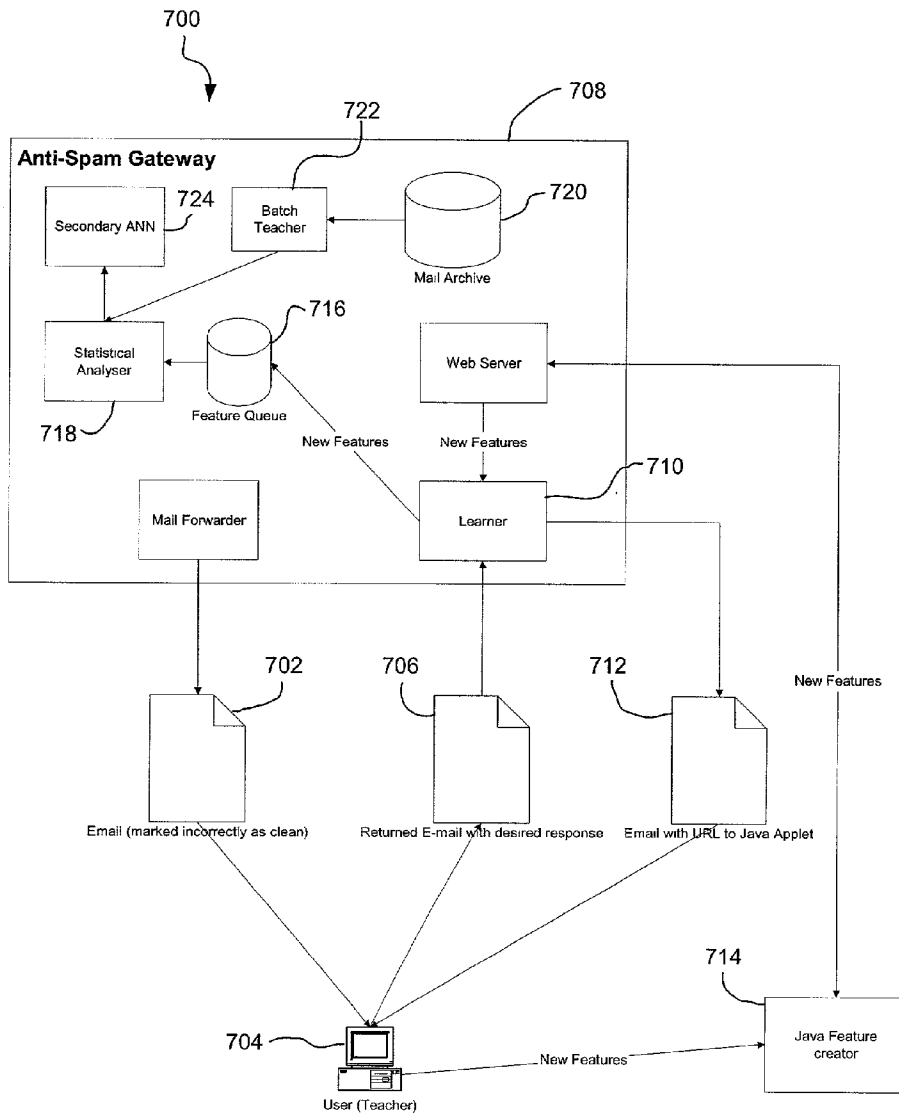 700
708
722
Anti-Spam Gateway
724
720
Secondary ANN
Batch
Teacher
Mail Archive
716
Statistical
Analyser
Web Server
Feature Queue
718
New Features
New Features
710
Mail Forwarder
Learner
702
706
712
New Features
Email (marked incorrectly as clean)
Returned E-mail with desired response
Email with URL to Java Applet
714
704
Java Feature
creator
New Features
User (Teacher)